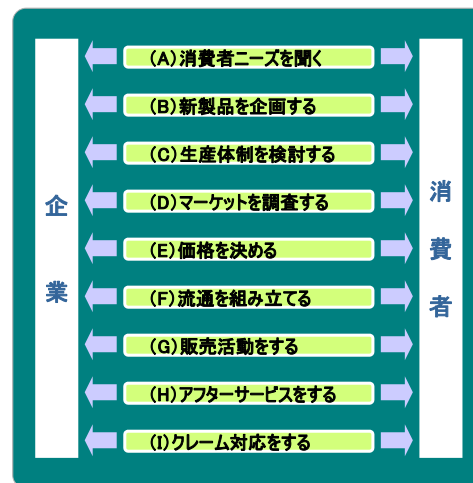 (A)消費者ニーズを聞く
(B)新製品を企画する
(C)生産体制を検討する
(D)マーケットを調査する
(E)価格を決める
(F)流通を組み立てる
(G)販売活動をする
(H)アフターサービスをする
(I)クレーム対応をする
企業
消費者